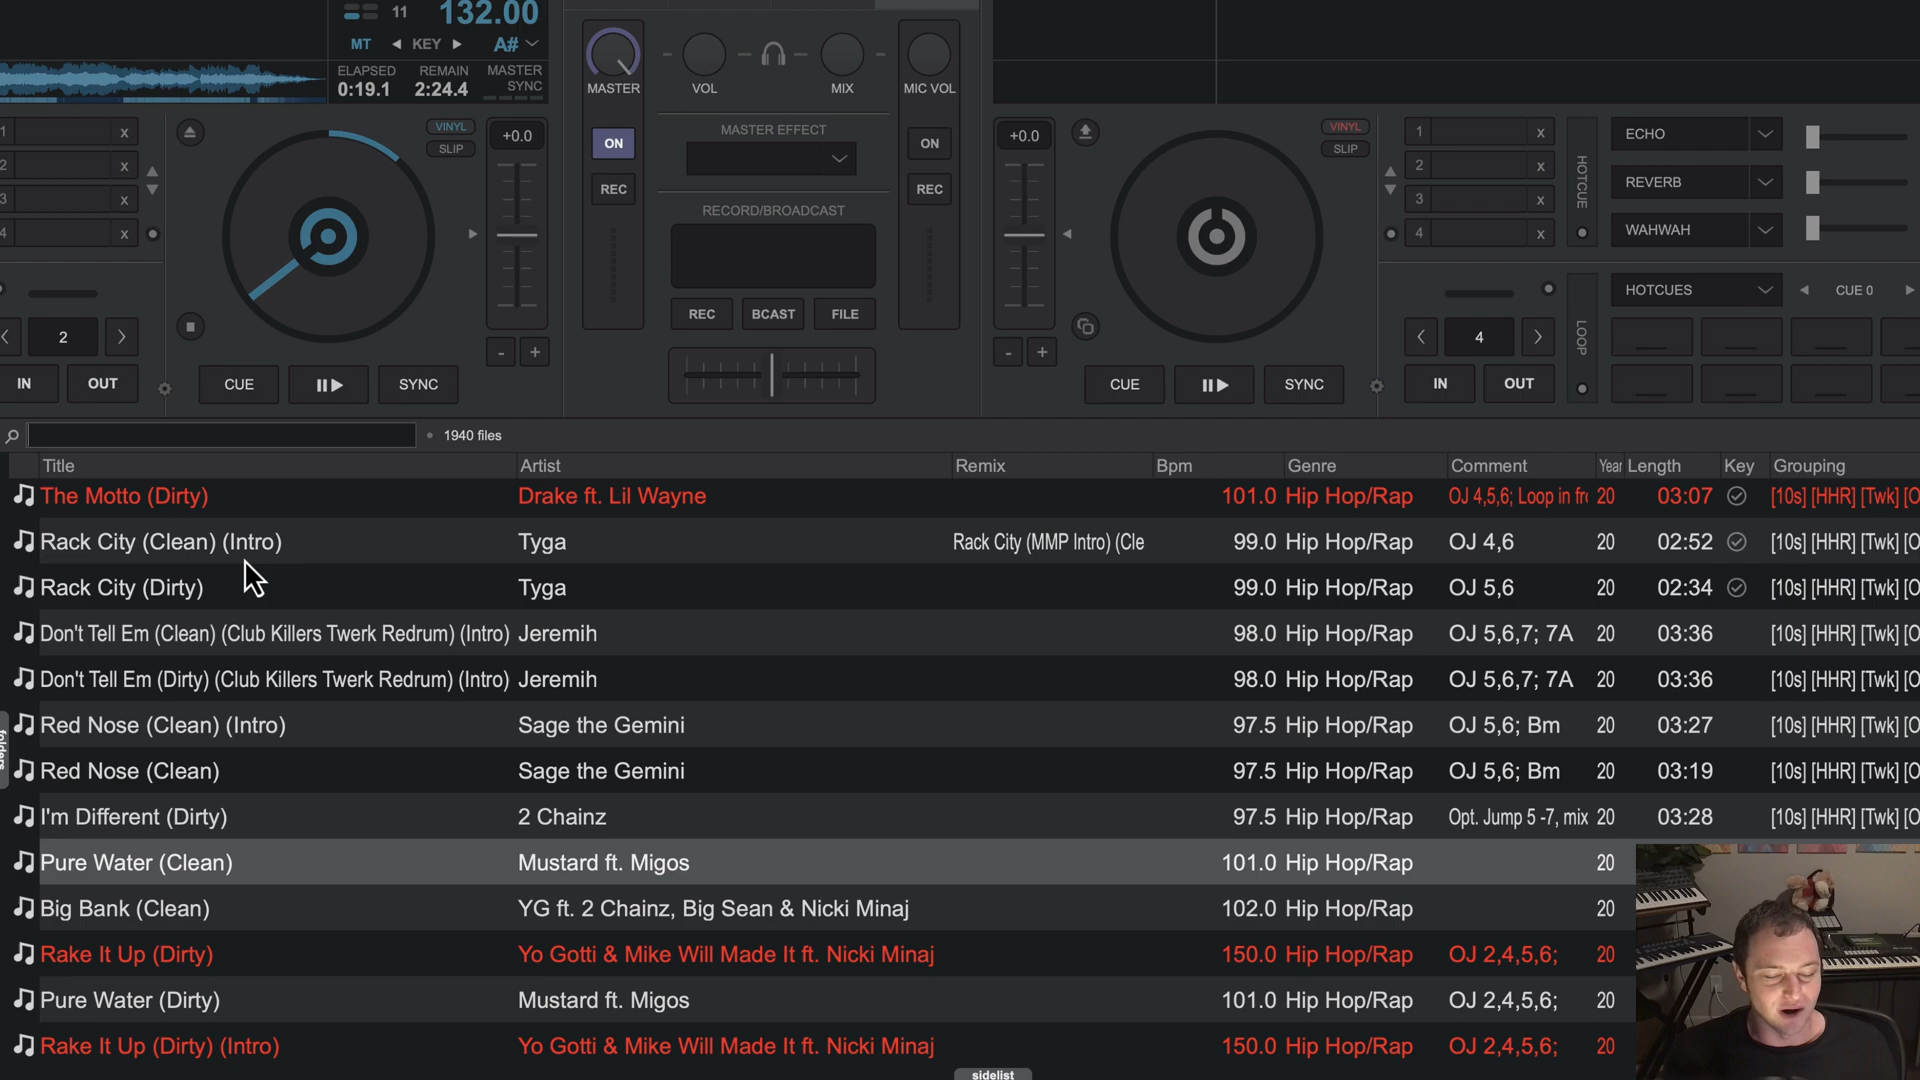 11 132.00
MT KEY A#
ELAPSED REMAIN MASTER SYNC
0:19.1 2:24.4
MASTER VOL MIX MIC VOL
1 x VINYL +0.0
2 x SLIP
3 x
4 x
ON MASTER EFFECT ON
REC REC
RECORD/BROADCAST
REC BCAST FILE
+0.0 VINYL
SLIP
1 x
2 x
3 x
4 x
HOTCUE
ECHO
REVERB
WAHWAH
HOTCUES CUE 0
2 - +
- + 4 LOOP
IN OUT CUE SYNC
CUE SYNC IN OUT
1940 files
Title Artist Remix Bpm Genre Comment Year Length Key Grouping
The Motto (Dirty) Drake ft. Lil Wayne 101.0 Hip Hop/Rap OJ 4,5,6; Loop in fr 20 03:07 [10s] [HHR] [Twk] [O
Rack City (Clean) (Intro) Tyga Rack City (MMP Intro) (Cle 99.0 Hip Hop/Rap OJ 4,6 20 02:52 [10s] [HHR] [Twk] [O
Rack City (Dirty) Tyga 99.0 Hip Hop/Rap OJ 5,6 20 02:34 [10s] [HHR] [Twk] [O
Don't Tell Em (Clean) (Club Killers Twerk Redrum) (Intro) Jeremih 98.0 Hip Hop/Rap OJ 5,6,7; 7A 20 03:36 [10s] [HHR] [Twk] [O
Don't Tell Em (Dirty) (Club Killers Twerk Redrum) (Intro) Jeremih 98.0 Hip Hop/Rap OJ 5,6,7; 7A 20 03:36 [10s] [HHR] [Twk] [O
Red Nose (Clean) (Intro) Sage the Gemini 97.5 Hip Hop/Rap OJ 5,6; Bm 20 03:27 [10s] [HHR] [Twk] [O
Red Nose (Clean) Sage the Gemini 97.5 Hip Hop/Rap OJ 5,6; Bm 20 03:19 [10s] [HHR] [Twk] [O
I'm Different (Dirty) 2 Chainz 97.5 Hip Hop/Rap Opt. Jump 5 -7, mix 20 03:28 [10s] [HHR] [Twk] [O
Pure Water (Clean) Mustard ft. Migos 101.0 Hip Hop/Rap 20
Big Bank (Clean) YG ft. 2 Chainz, Big Sean & Nicki Minaj 102.0 Hip Hop/Rap 20
Rake It Up (Dirty) Yo Gotti & Mike Will Made It ft. Nicki Minaj 150.0 Hip Hop/Rap OJ 2,4,5,6; 20
Pure Water (Dirty) Mustard ft. Migos 101.0 Hip Hop/Rap OJ 2,4,5,6; 20
Rake It Up (Dirty) (Intro) Yo Gotti & Mike Will Made It ft. Nicki Minaj 150.0 Hip Hop/Rap OJ 2,4,5,6; 20
folders
sidelist